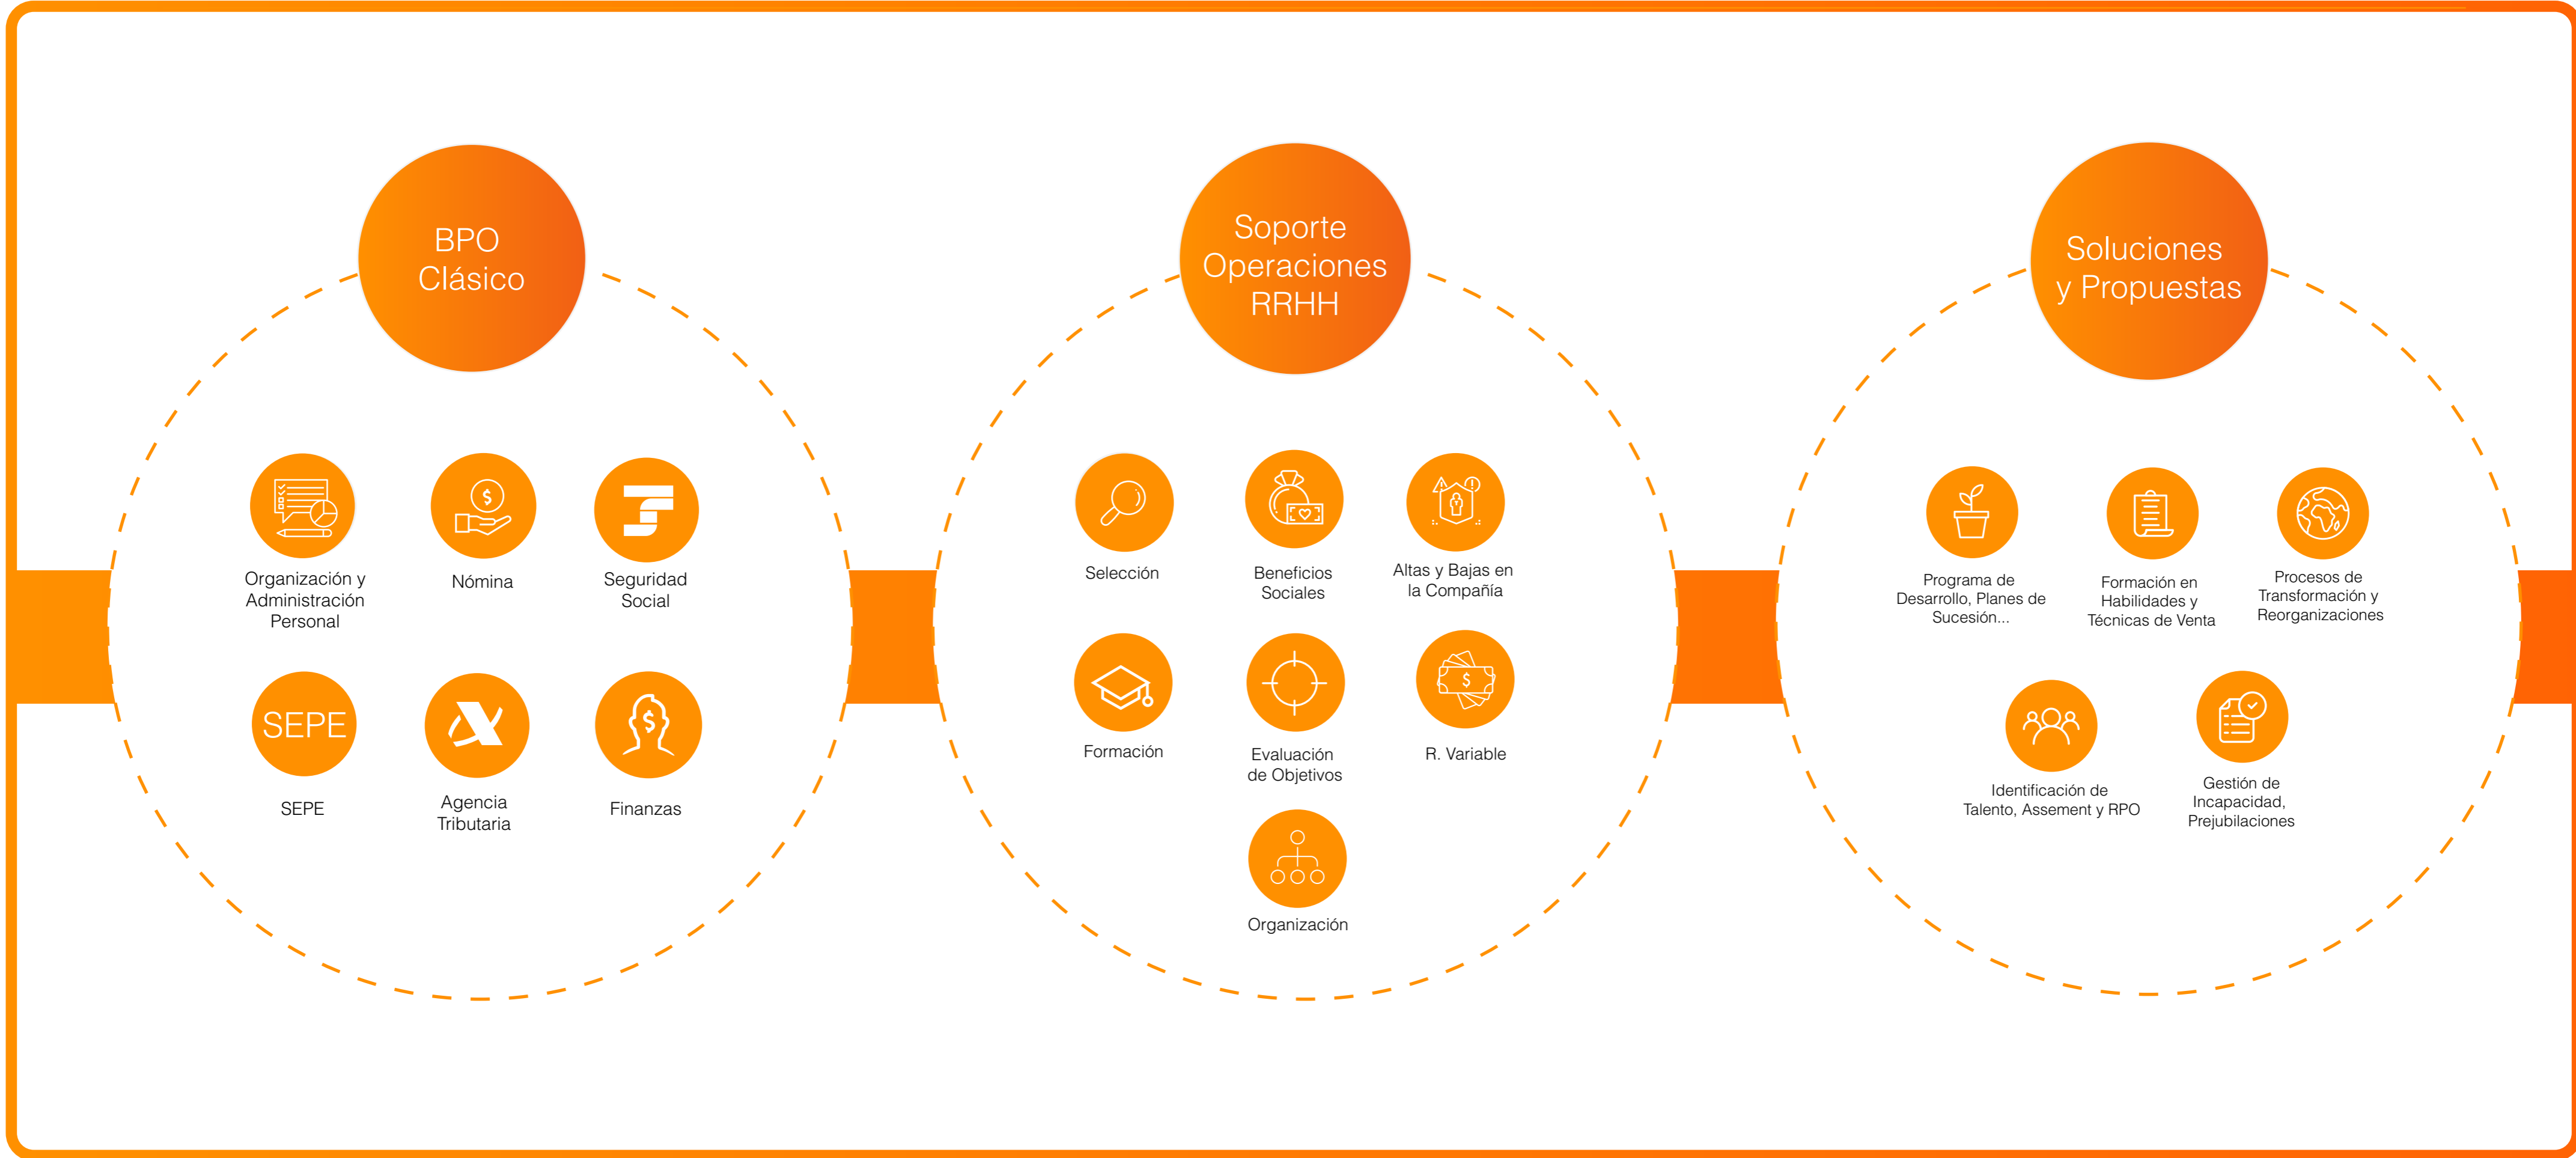 BPO
Clásico
Organización y
Administración
Personal
Nómina
Seguridad
Social
SEPE
SEPE
Agencia
Tributaria
Finanzas
Soporte
Operaciones
RRHH
Selección
Beneficios
Sociales
Altas y Bajas en
la Compañía
Formación
Evaluación
de Objetivos
R. Variable
Organización
Soluciones
y Propuestas
Programa de
Desarrollo, Planes de
Sucesión...
Formación en
Habilidades y
Técnicas de Venta
Procesos de
Transformación y
Reorganizaciones
Identificación de
Talento, Assement y RPO
Gestión de
Incapacidad,
Prejubilaciones